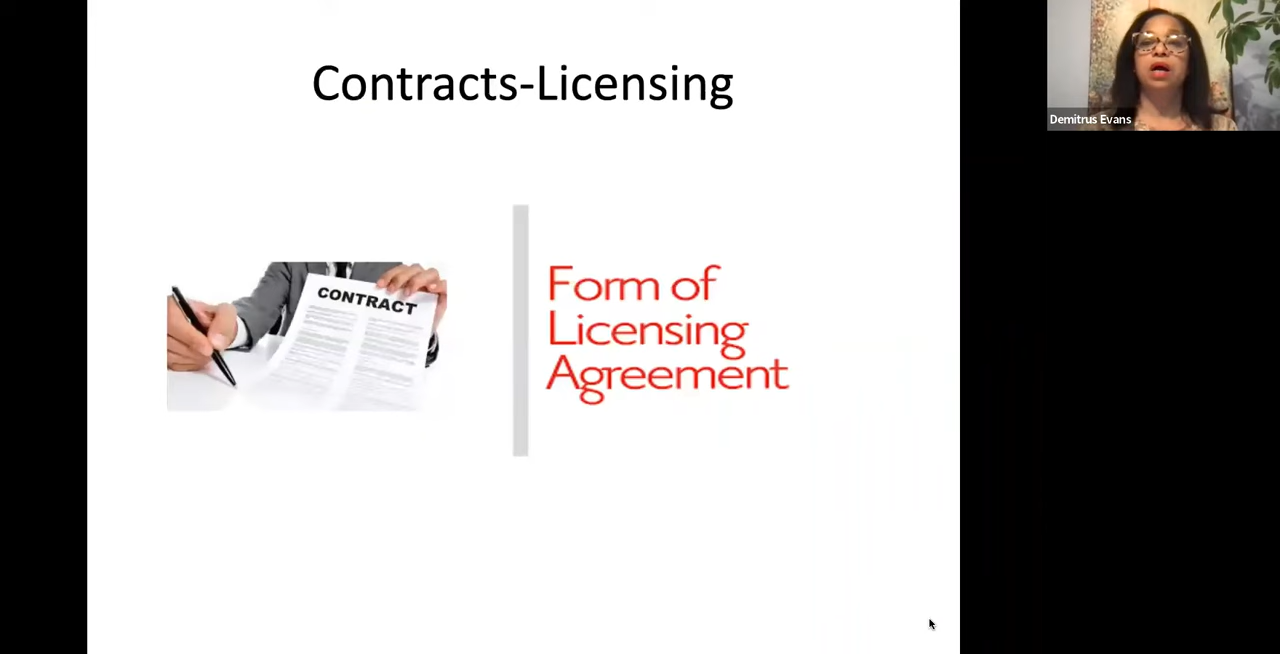 Contracts-Licensing
Demitrus Evans
CONTRACT
Form of
Licensing
Agreement